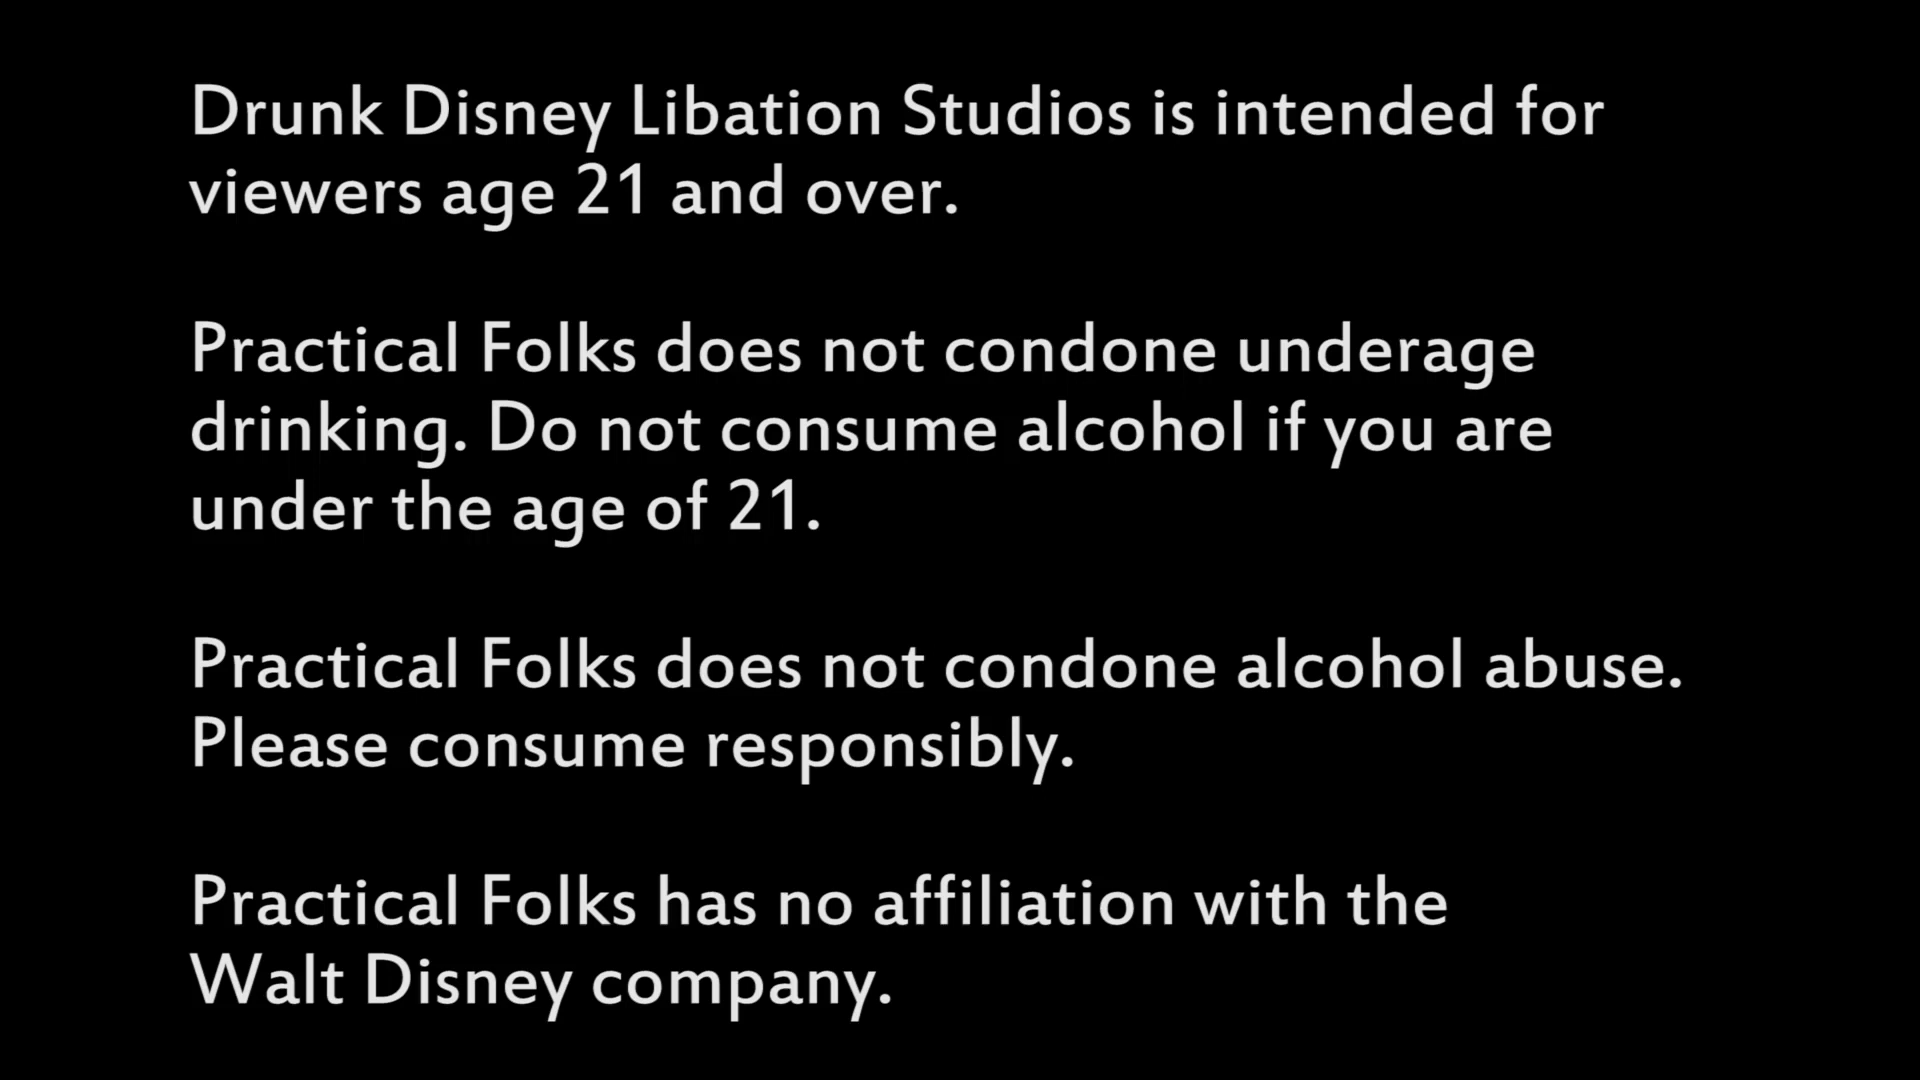 Drunk Disney Libation Studios is intended for
viewers age 21 and over.
Practical Folks does not condone underage
drinking. Do not consume alcohol if you are
under the age of 21.
Practical Folks does not condone alcohol abuse.
Please consume responsibly.
Practical Folks has no affiliation with the
Walt Disney company.